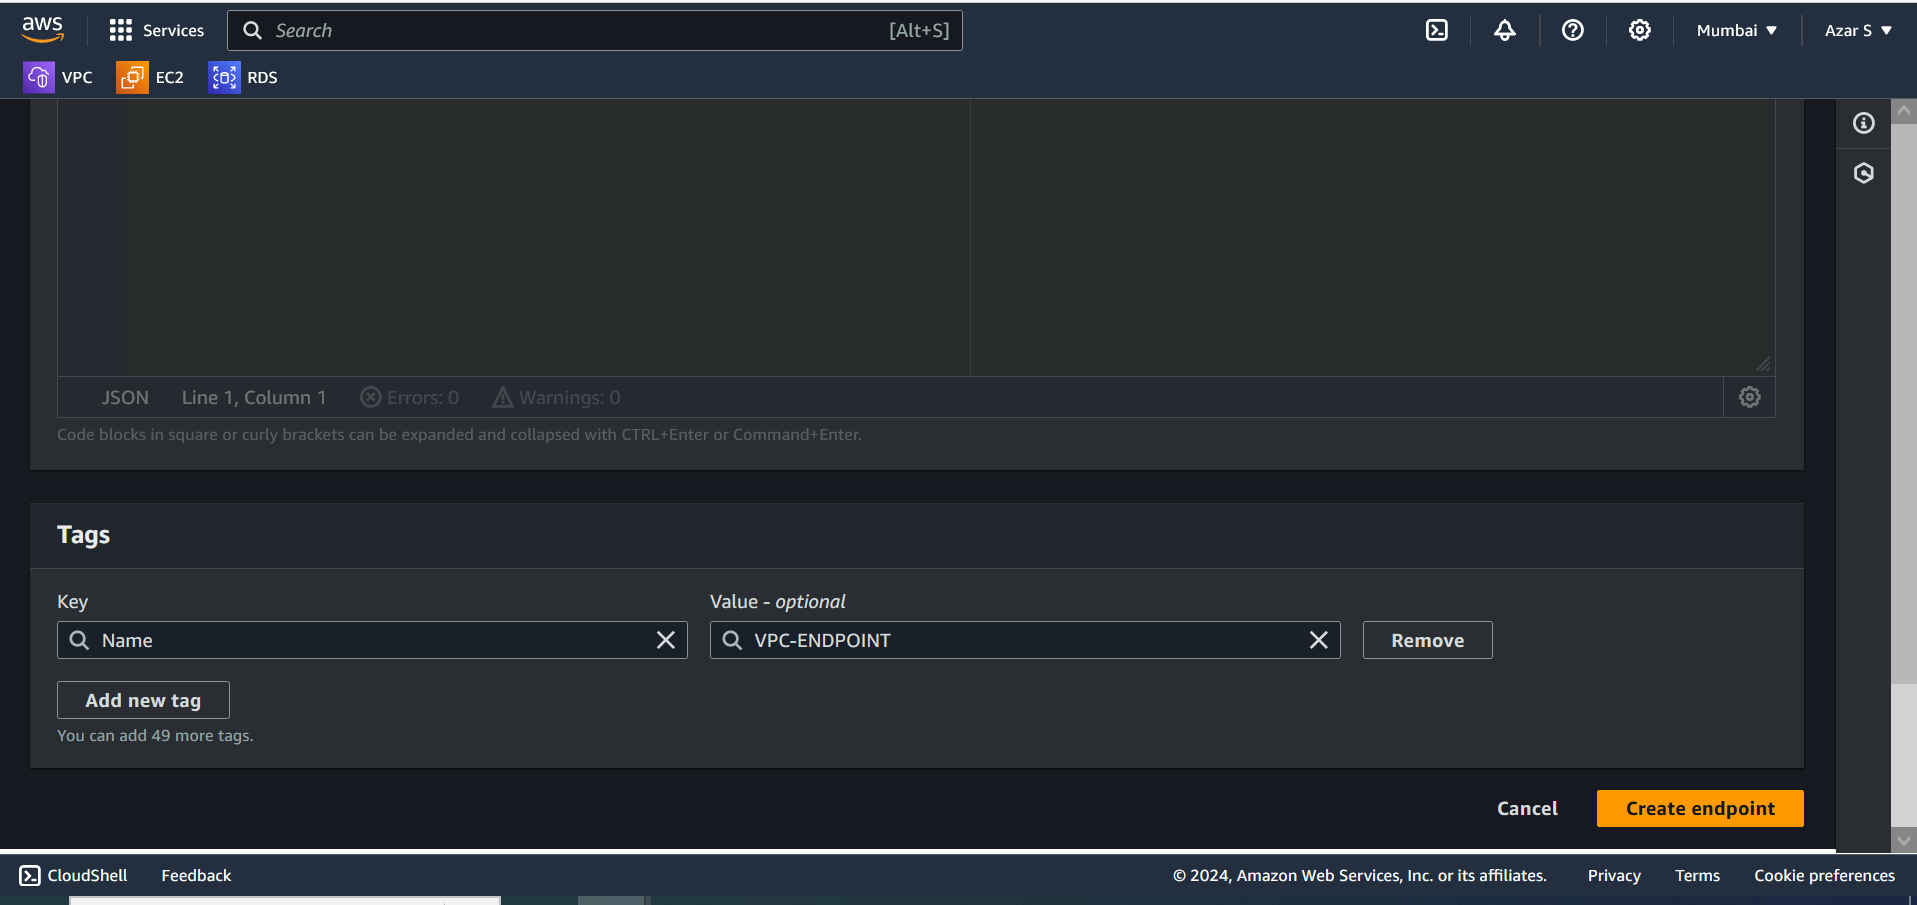 aws Services Search [Alt+S] Mumbai Azar S
VPC EC2 RDS
JSON Line 1, Column 1 Errors: 0 Warnings: 0
Code blocks in square or curly brackets can be expanded and collapsed with CTRL+Enter or Command+Enter.
Tags
Key Value - optional
Name VPC-ENDPOINT Remove
Add new tag
You can add 49 more tags.
Cancel Create endpoint
CloudShell Feedback © 2024, Amazon Web Services, Inc. or its affiliates. Privacy Terms Cookie preferences